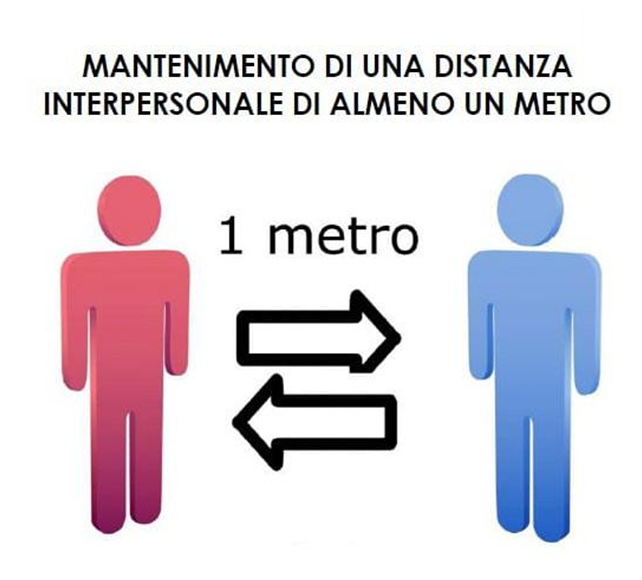 MANTENIMENTO DI UNA DISTANZA
INTERPERSONALE DI ALMENO UN METRO
1 metro